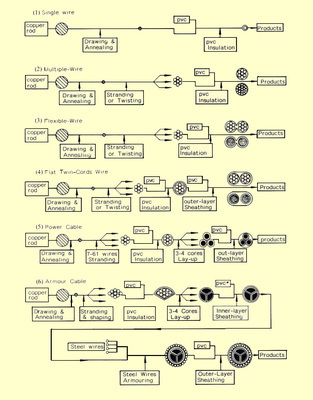 (1) Single wire
copper rod
pvc
Products
Drawing & Annealing
pvc Insulation
(2) Multiple-Wire
copper rod
pvc
Products
Drawing & Annealing
Stranding or Twisting
pvc Insulation
(3) Flexible-Wire
copper rod
pvc
Products
Drawing & Annealing
Stranding or Twisting
pvc Insulation
(4) Flat Twin-Cords Wire
copper rod
pvc
pvc
Products
Drawing & Annealing
Stranding or Twisting
pvc Insulation
outer-layer Sheathing
(5) Power Cable
copper rod
pvc
pvc
products
Drawing & Annealing
7-61 wires Stranding
pvc Insulation
3-4 cores Lay-up
out-layer Sheathing
(6) Armour Cable
copper rod
pvc
pvc
Drawing & Annealing
Stranding & shaping
pvc Insulation
3-4 Cores Lay-up
Inner-layer Sheathing
Steel wires
pvc
Products
Steel Wires Armouring
Outer-Layer Sheathing